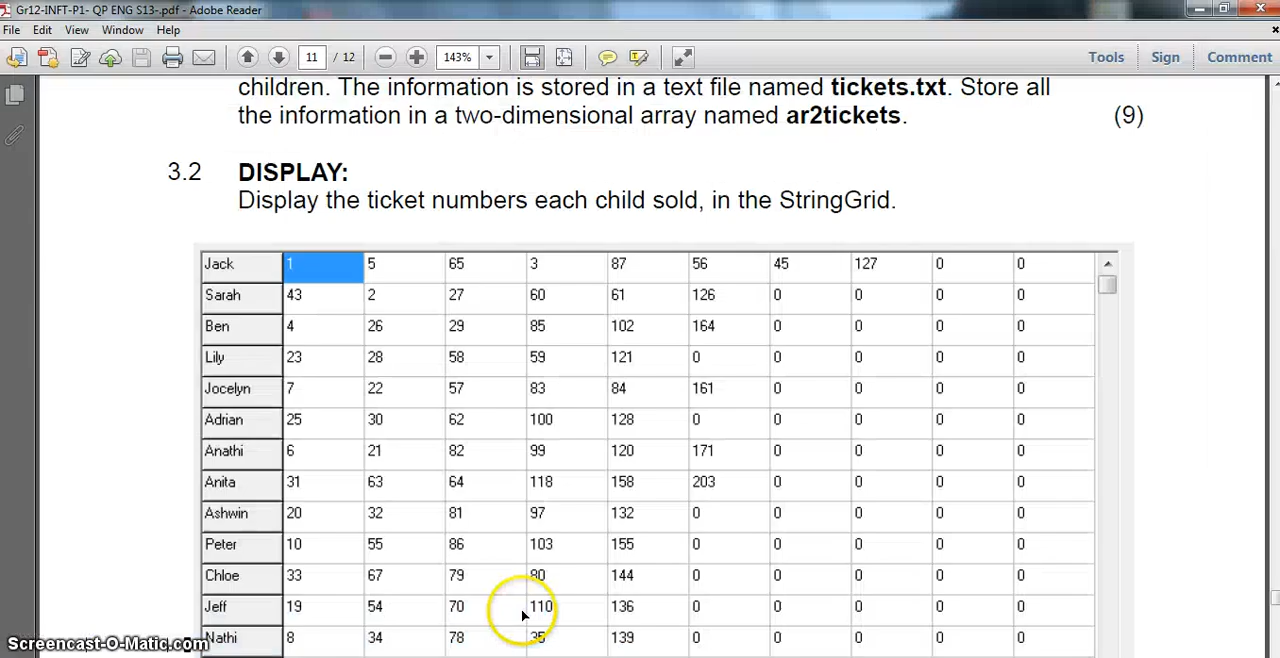 Gr12-INFT-P1- QP ENG S13-.pdf - Adobe Reader
File Edit View Window Help
11 / 12 143% Tools Sign Comment
children. The information is stored in a text file named tickets.txt. Store all
the information in a two-dimensional array named ar2tickets. (9)
3.2 DISPLAY:
Display the ticket numbers each child sold, in the StringGrid.
Jack 1 5 65 3 87 56 45 127 0 0
Sarah 43 2 27 60 61 126 0 0 0 0
Ben 4 26 29 85 102 164 0 0 0 0
Lily 23 28 58 59 121 0 0 0 0 0
Jocelyn 7 22 57 83 84 161 0 0 0 0
Adrian 25 30 62 100 128 0 0 0 0 0
Anathi 6 21 82 99 120 171 0 0 0 0
Anita 31 63 64 118 158 203 0 0 0 0
Ashwin 20 32 81 97 132 0 0 0 0 0
Peter 10 55 86 103 155 0 0 0 0 0
Chloe 33 67 79 80 144 0 0 0 0 0
Jeff 19 54 70 110 136 0 0 0 0 0
Nathi 8 34 78 35 139 0 0 0 0 0
Screencast-O-Matic.com